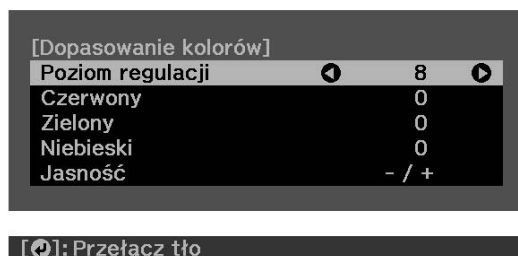 [Dopasowanie kolorów]
Poziom regulacji 8
Czerwony 0
Zielony 0
Niebieski 0
Jasność - / +
[↵]: Przełącz tło